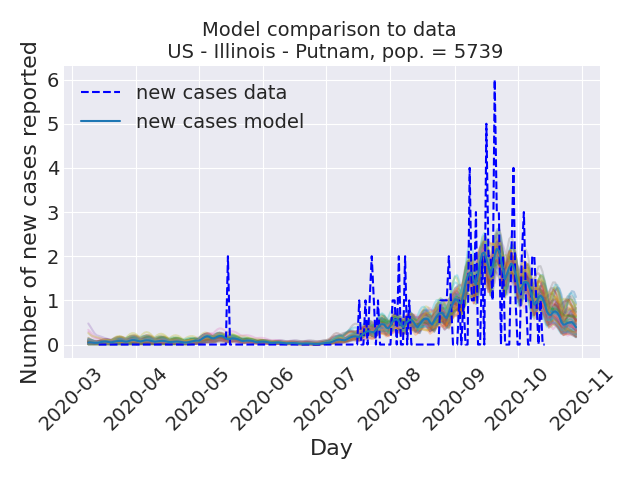 Model comparison to data
US - Illinois - Putnam, pop. = 5739
Number of new cases reported
6
5
4
3
2
1
0
new cases data
new cases model
2020-03
2020-04
2020-05
2020-06
2020-07
2020-08
2020-09
2020-10
2020-11
Day